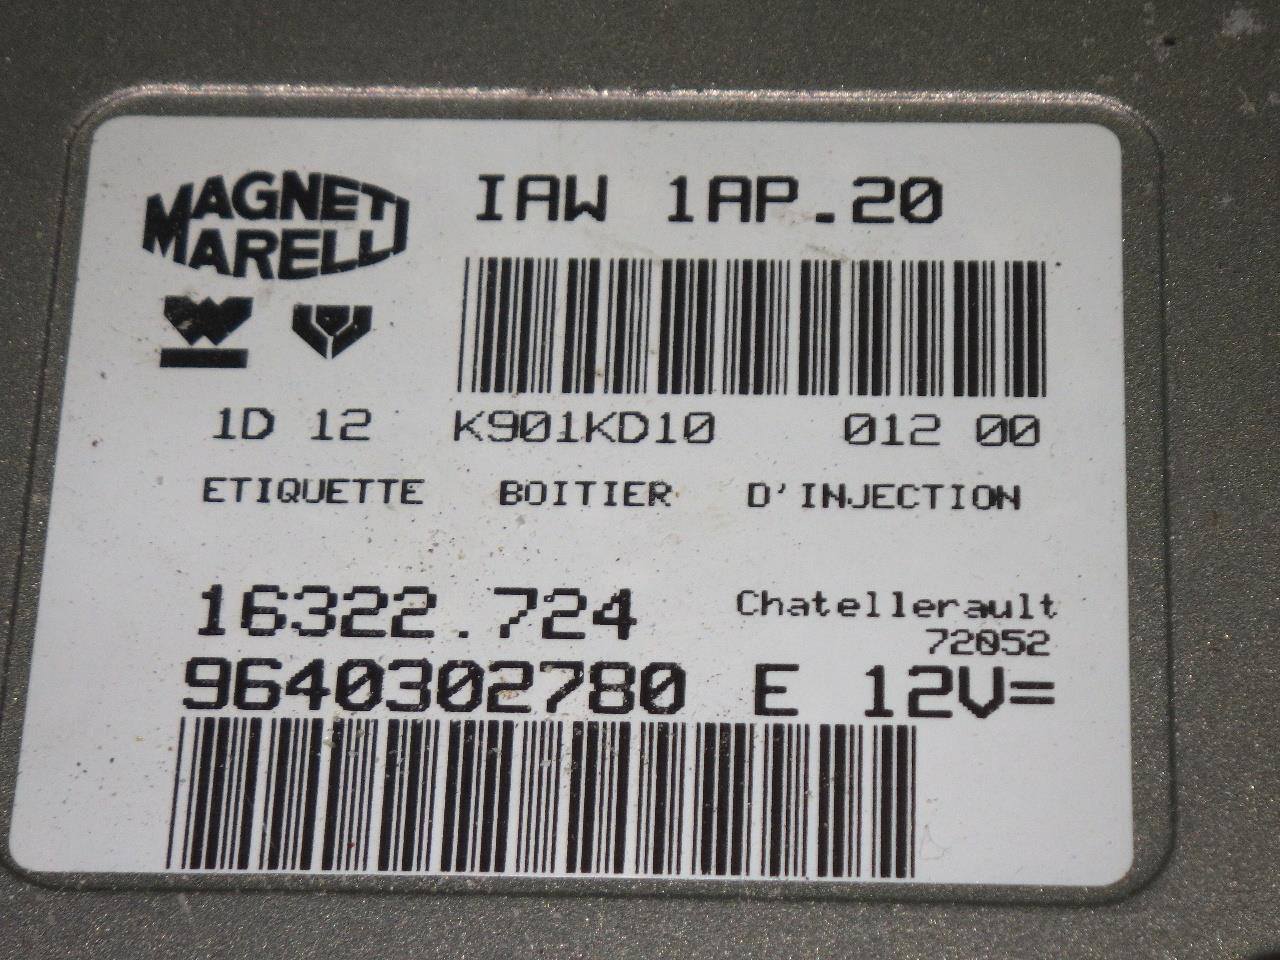 MAGNETI MARELLI
IAW 1AP.20
1D 12 K901KD10 012 00
ETIQUETTE BOITIER D'INJECTION
16322.724
Chatellerault
72052
9640302780 E 12V=